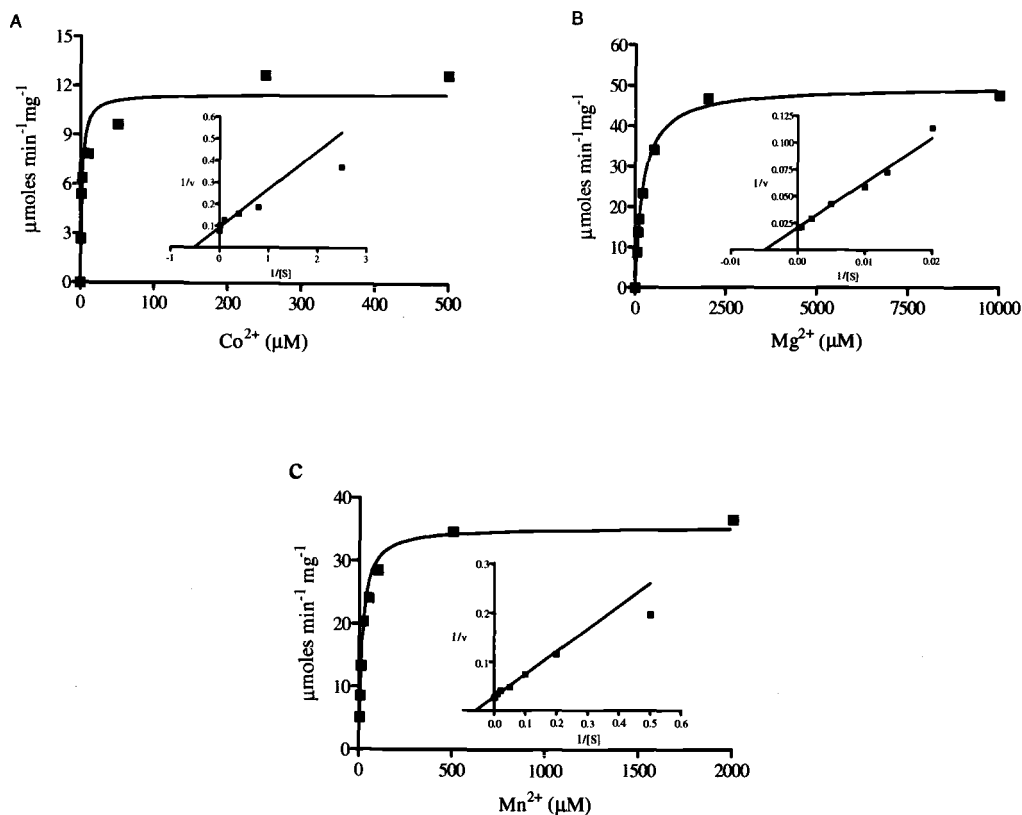 A
15
12
9
6
3
0
μmoles min-1mg-1
0 100 200 300 400 500
Co2+ (μM)
0.6
0.5
0.4
0.3
0.2
0.1
1/v
-1 0 1 2 3
1/[S]
B
60
50
40
30
20
10
0
μmoles min-1mg-1
0 2500 5000 7500 10000
Mg2+ (μM)
0.125
0.100
0.075
0.050
0.025
1/v
-0.01 0.00 0.01 0.02
1/[S]
C
40
30
20
10
0
μmoles min-1 mg-1
0 500 1000 1500 2000
Mn2+ (μM)
0.3
0.2
0.1
1/v
0.0 0.1 0.2 0.3 0.4 0.5 0.6
1/[S]